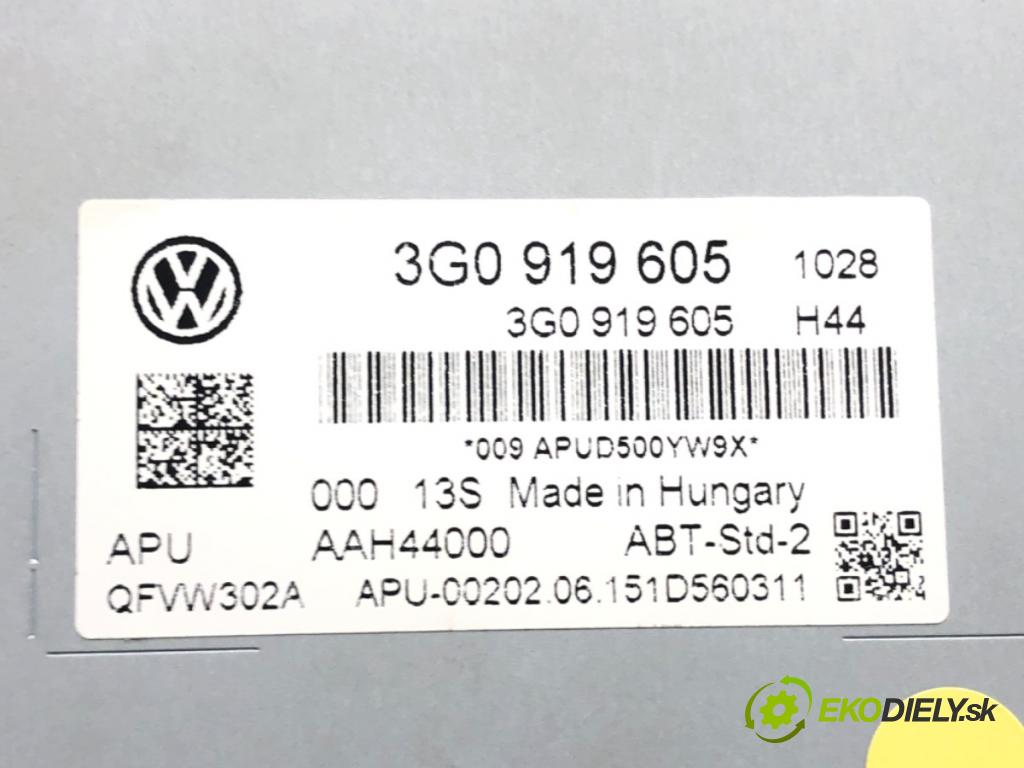 3G0 919 605 1028
3G0 919 605 H44
*009 APUD500YW9X*
000 13S Made in Hungary
APU AAH44000 ABT-Std-2
QFVW302A APU-00202.06.151D560311
EKODIELY.sk